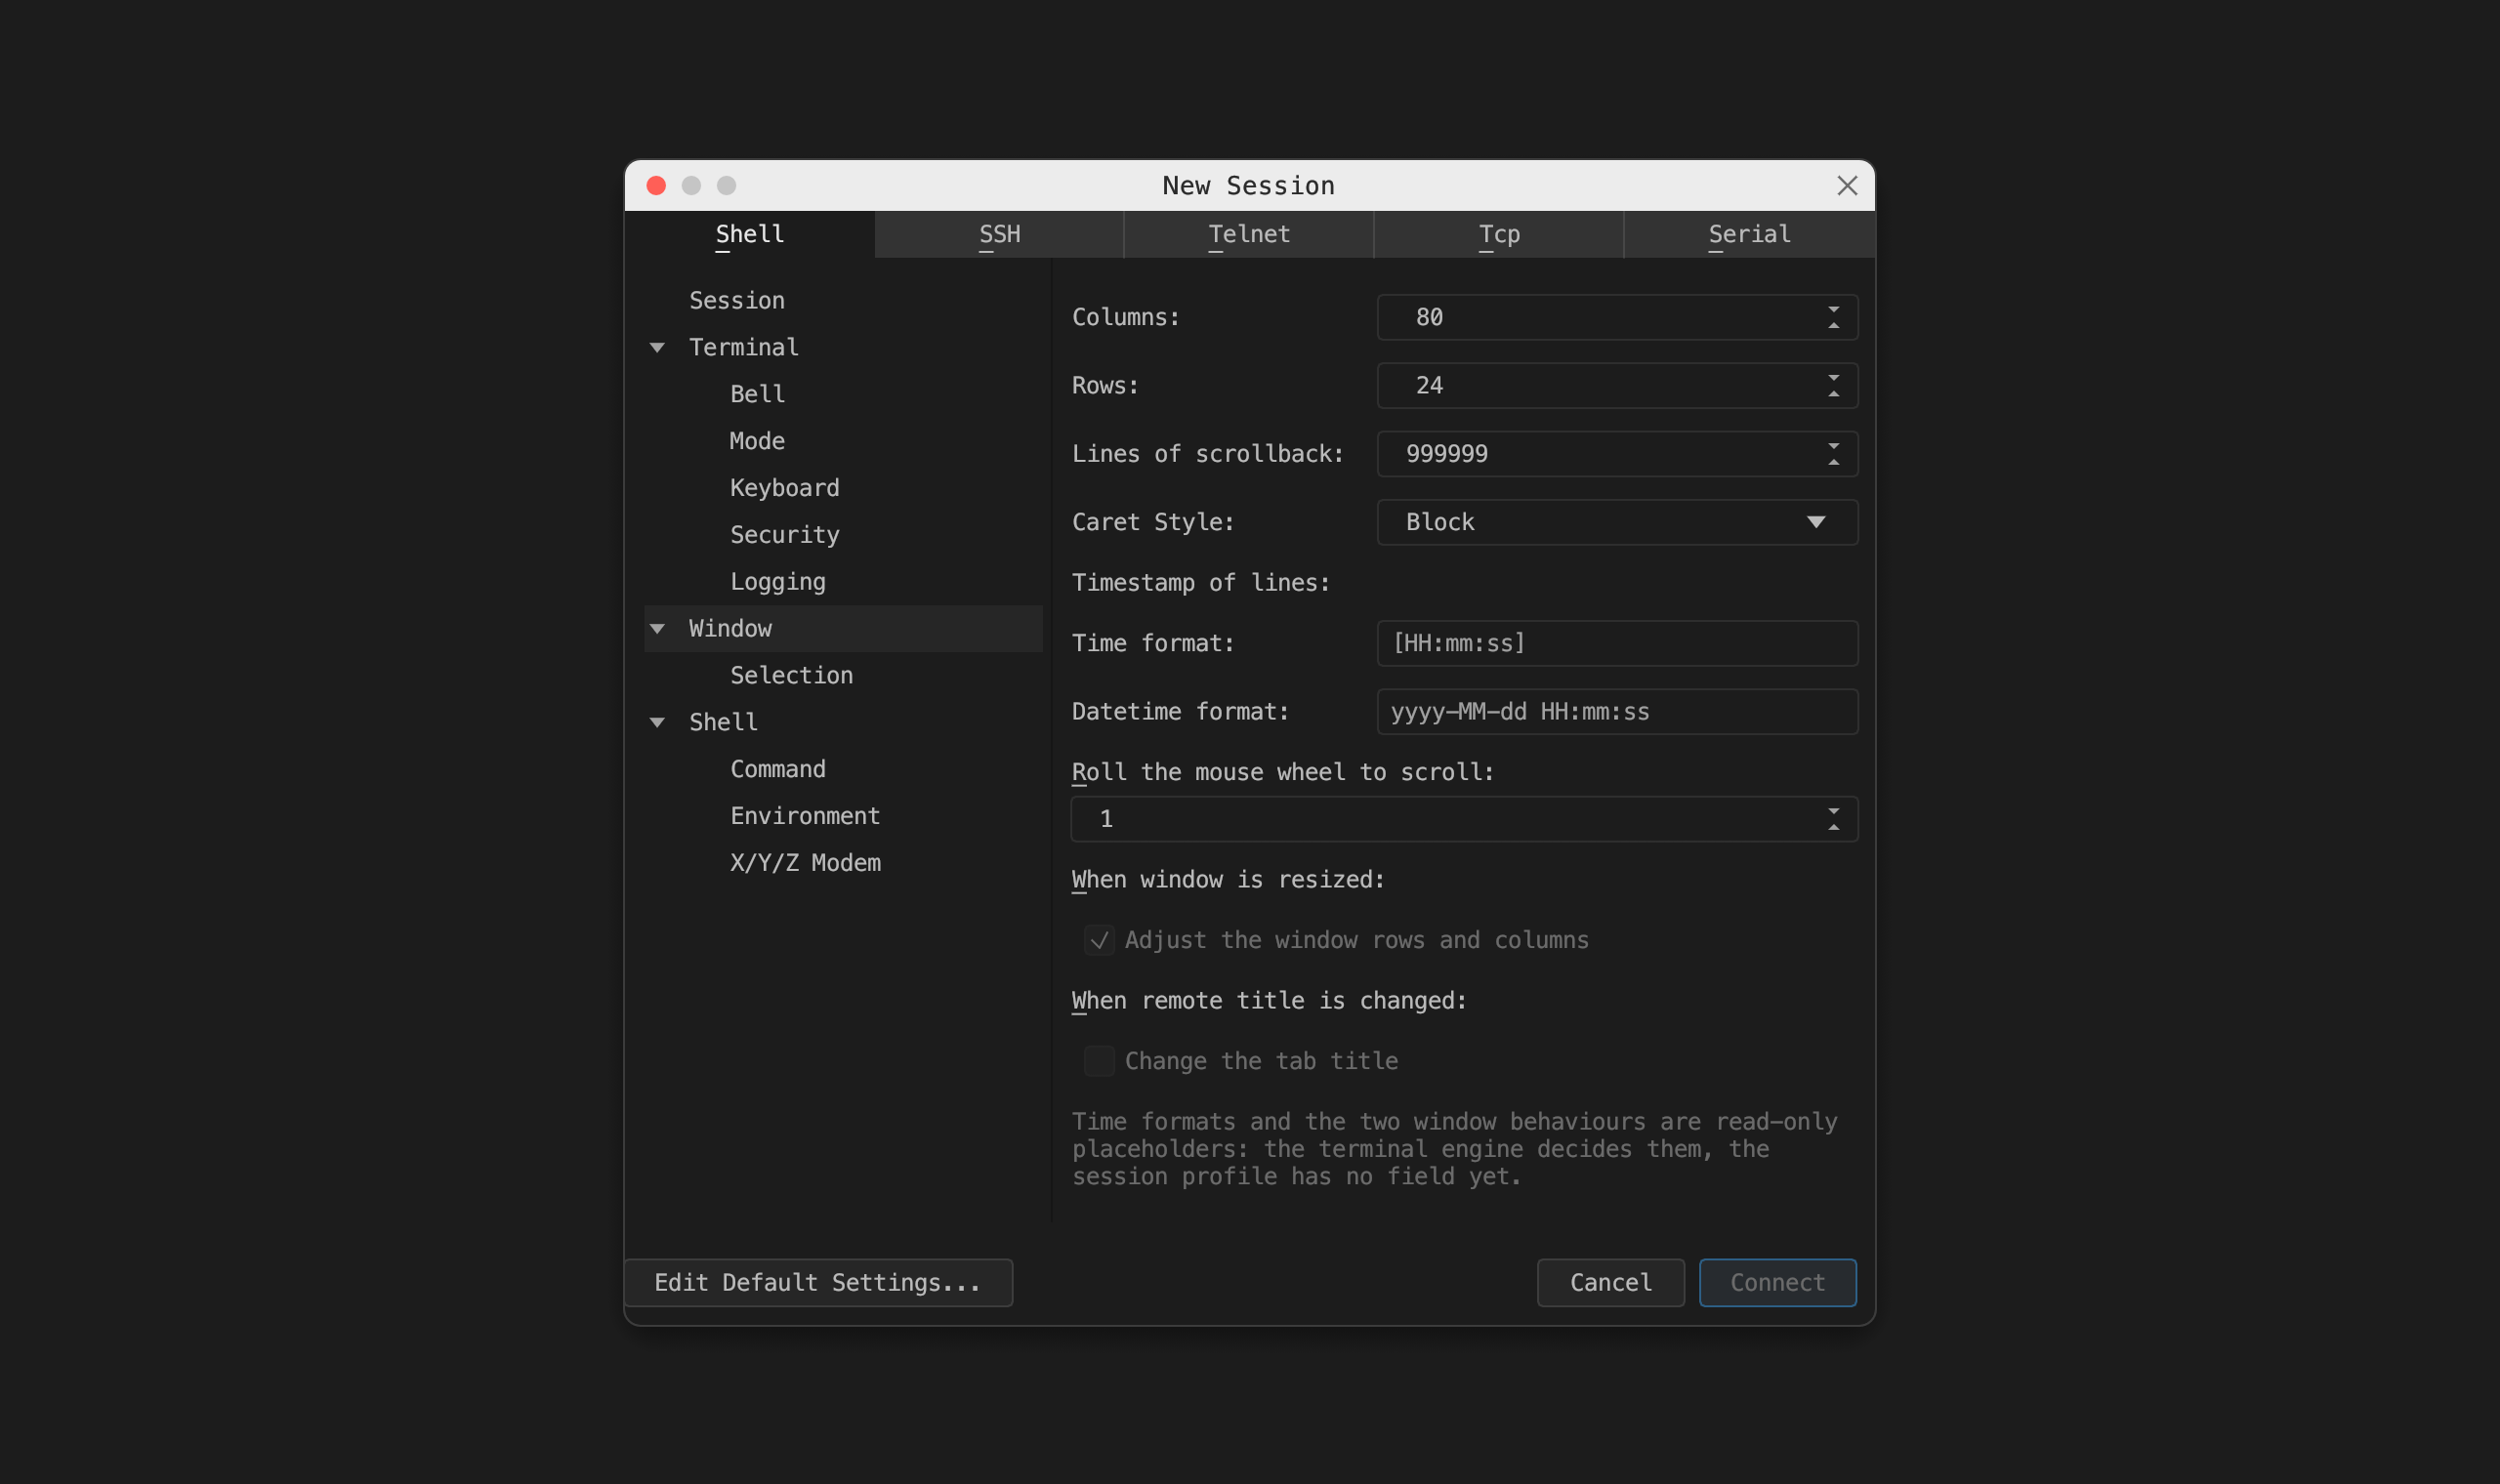 New Session
Shell
SSH
Telnet
Tcp
Serial
Session
Terminal
Bell
Mode
Keyboard
Security
Logging
Window
Selection
Shell
Command
Environment
X/Y/Z Modem
Columns:
80
Rows:
24
Lines of scrollback:
999999
Caret Style:
Block
Timestamp of lines:
Time format:
[HH:mm:ss]
Datetime format:
yyyy-MM-dd HH:mm:ss
Roll the mouse wheel to scroll:
1
When window is resized:
Adjust the window rows and columns
When remote title is changed:
Change the tab title
Time formats and the two window behaviours are read-only
placeholders: the terminal engine decides them, the
session profile has no field yet.
Edit Default Settings...
Cancel
Connect